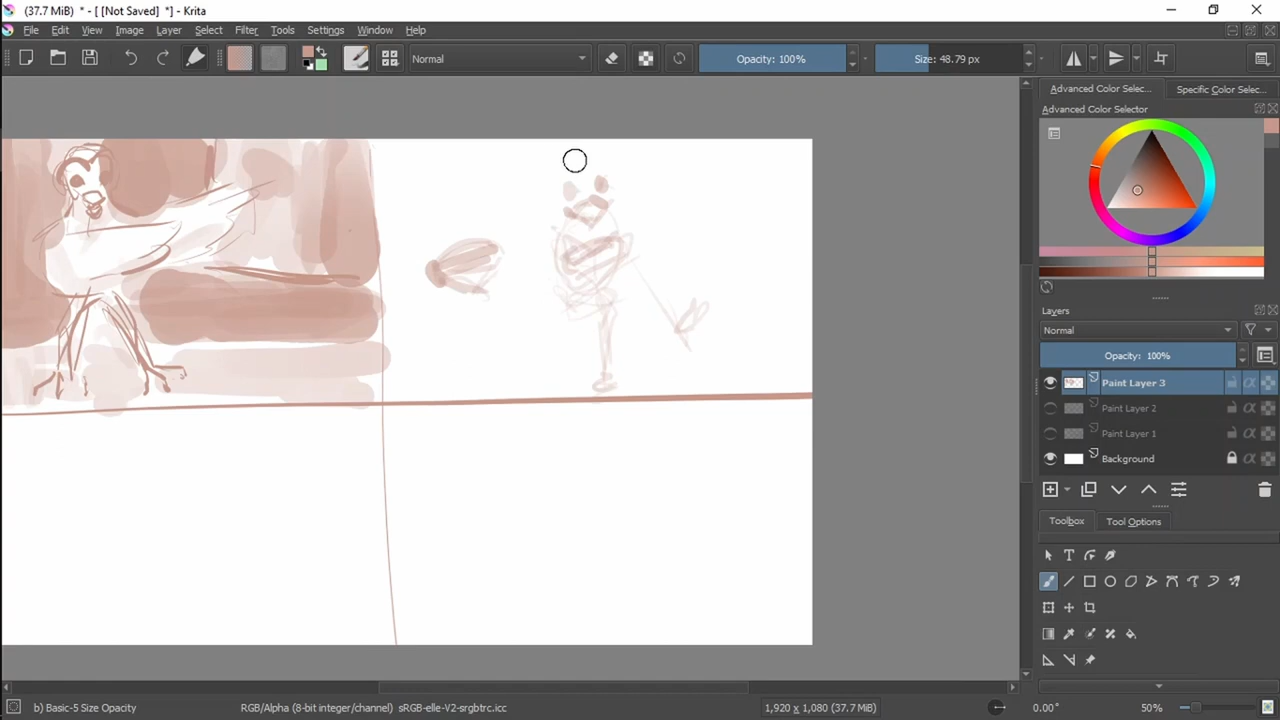 (37.7 MiB) * - [ [Not Saved] *] - Krita
File Edit View Image Layer Select Filter Settings Tools Window Help
Normal
Opacity: 100%
Size: 48.79 px
Advanced Color Selec... Specific Color Selec...
Advanced Color Selector
Layers
Normal
Opacity: 100%
Paint Layer 3
Paint Layer 2
Paint Layer 1
Background
Toolbox Tool Options
b) Basic-5 Size Opacity
RGB/Alpha (8-bit integer/channel) sRGB-elle-V2-srgbtrc.icc
1,920 x 1,080 (37.7 MiB)
0.00°
50%